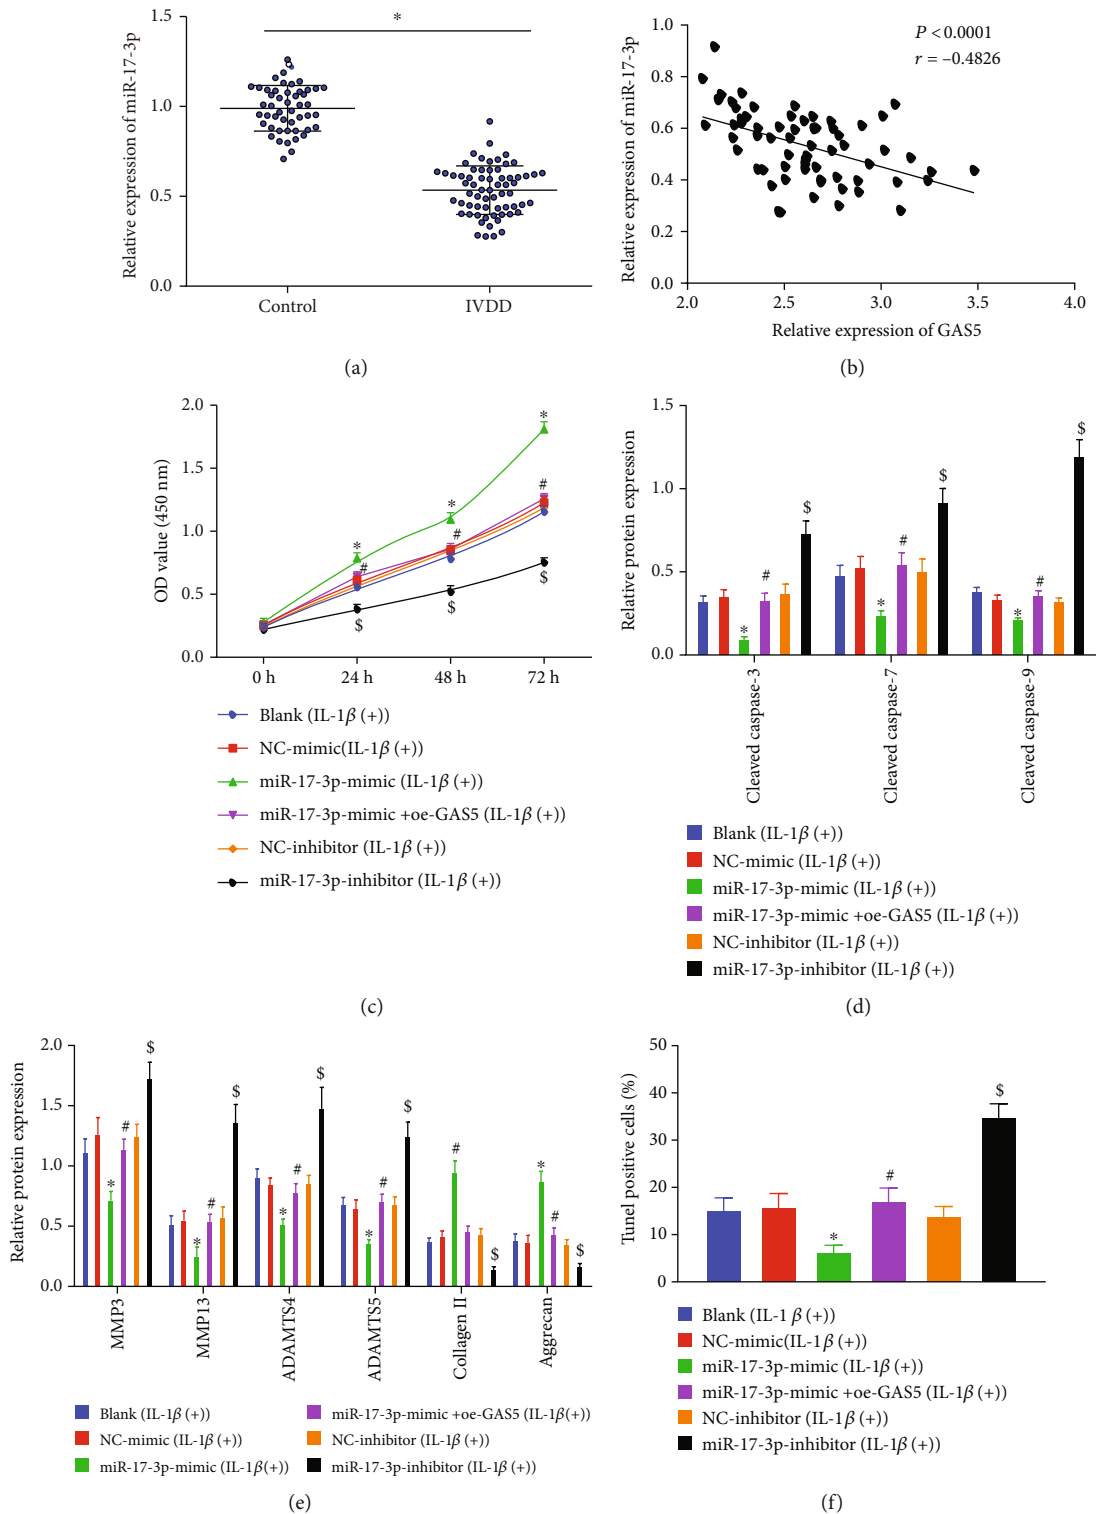 Relative expression of miR-17-3p
1.5
1.0
0.5
0.0
*
Control
IVDD
(a)
Relative expression of miR-17-3p
1.0
0.8
0.6
0.4
0.2
0.0
P < 0.0001
r = −0.4826
2.0
2.5
3.0
3.5
4.0
Relative expression of GAS5
(b)
OD value (450 nm)
2.0
1.5
1.0
0.5
0.0
*
#
$
*
#
$
*
#
$
0 h
24 h
48 h
72 h
Blank (IL-1β (+))
NC-mimic(IL-1β (+))
miR-17-3p-mimic (IL-1β (+))
miR-17-3p-mimic +oe-GAS5 (IL-1β (+))
NC-inhibitor (IL-1β (+))
miR-17-3p-inhibitor (IL-1β (+))
(c)
Relative protein expression
1.5
1.0
0.5
0.0
*
#
$
*
#
$
*
#
$
Cleaved caspase-3
Cleaved caspase-7
Cleaved caspase-9
Blank (IL-1β (+))
NC-mimic (IL-1β (+))
miR-17-3p-mimic (IL-1β (+))
miR-17-3p-mimic +oe-GAS5 (IL-1β (+))
NC-inhibitor (IL-1β (+))
miR-17-3p-inhibitor (IL-1β (+))
(d)
Relative protein expression
2.0
1.5
1.0
0.5
0.0
*
#
$
*
#
$
*
#
$
*
#
$
#
$
*
#
$
MMP3
MMP13
ADAMTS4
ADAMTS5
Collagen II
Aggrecan
Blank (IL-1β (+))
NC-mimic (IL-1β (+))
miR-17-3p-mimic (IL-1β(+))
miR-17-3p-mimic +oe-GAS5 (IL-1β(+))
NC-inhibitor (IL-1β (+))
miR-17-3p-inhibitor (IL-1β (+))
(e)
Tunel positive cells (%)
50
40
30
20
10
0
*
#
$
Blank (IL-1 β (+))
NC-mimic(IL-1β (+))
miR-17-3p-mimic (IL-1β (+))
miR-17-3p-mimic +oe-GAS5 (IL-1β (+))
NC-inhibitor (IL-1β (+))
miR-17-3p-inhibitor (IL-1β (+))
(f)